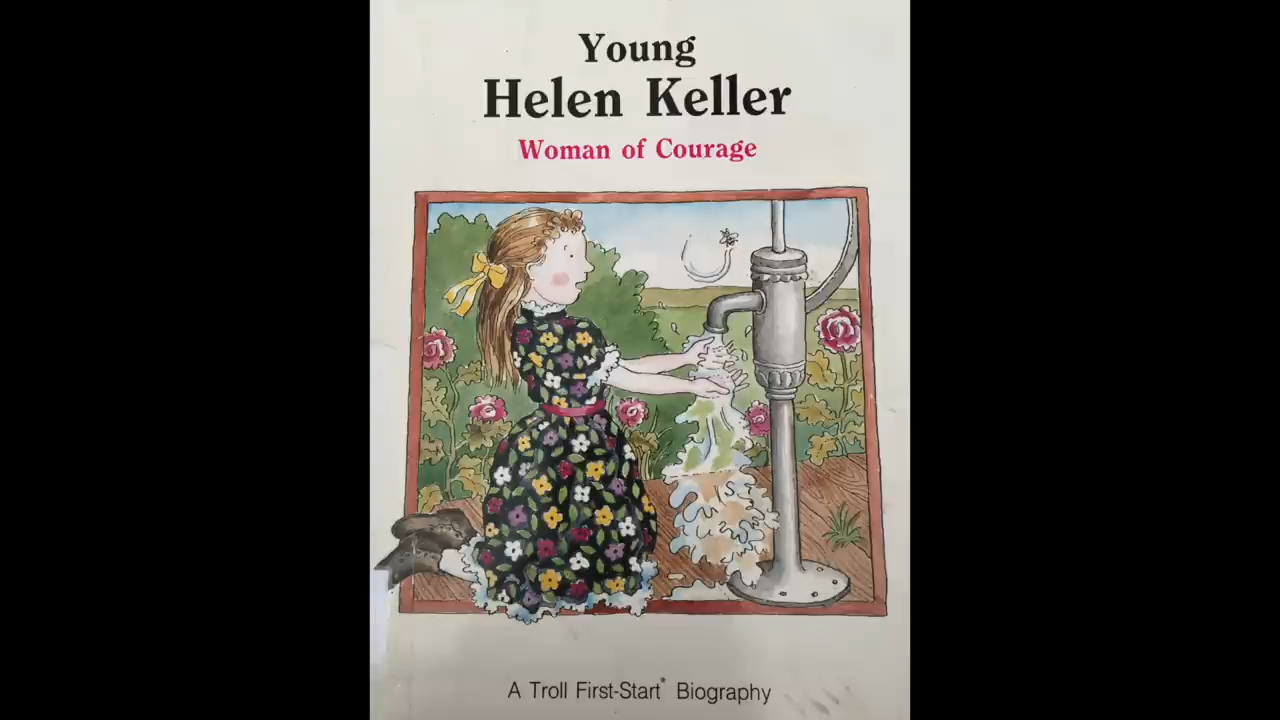 Young
Helen Keller
Woman of Courage
A Troll First-Start® Biography